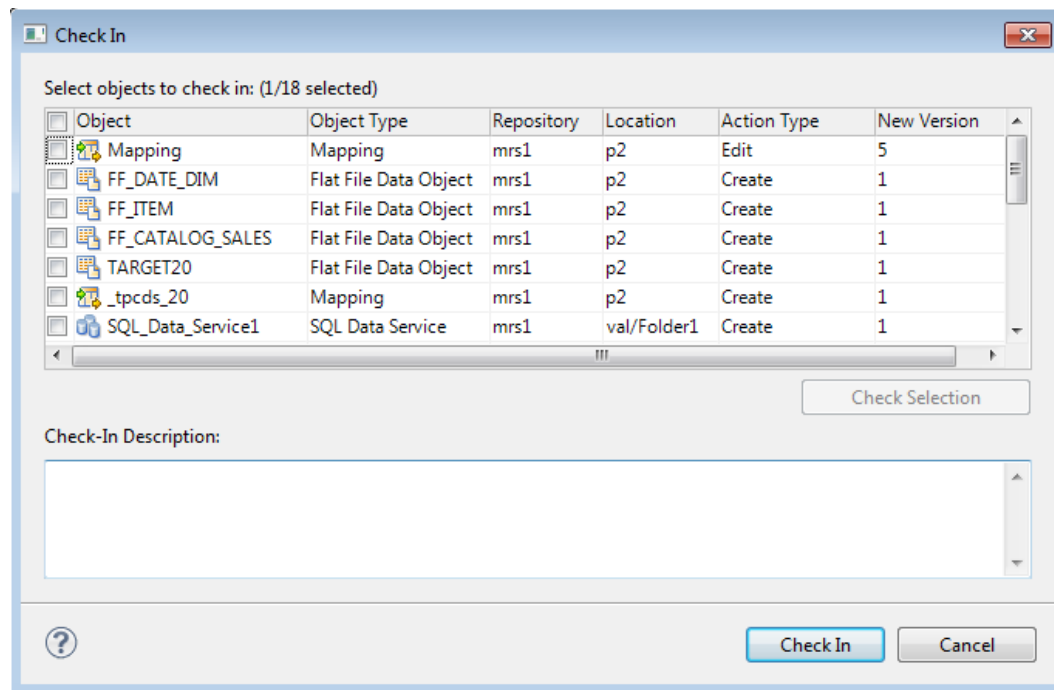 Check In
Select objects to check in: (1/18 selected)
Object Object Type Repository Location Action Type New Version
Mapping Mapping mrs1 p2 Edit 5
FF_DATE_DIM Flat File Data Object mrs1 p2 Create 1
FF_ITEM Flat File Data Object mrs1 p2 Create 1
FF_CATALOG_SALES Flat File Data Object mrs1 p2 Create 1
TARGET20 Flat File Data Object mrs1 p2 Create 1
_tpcds_20 Mapping mrs1 p2 Create 1
SQL_Data_Service1 SQL Data Service mrs1 val/Folder1 Create 1
Check Selection
Check-In Description:
Check In Cancel